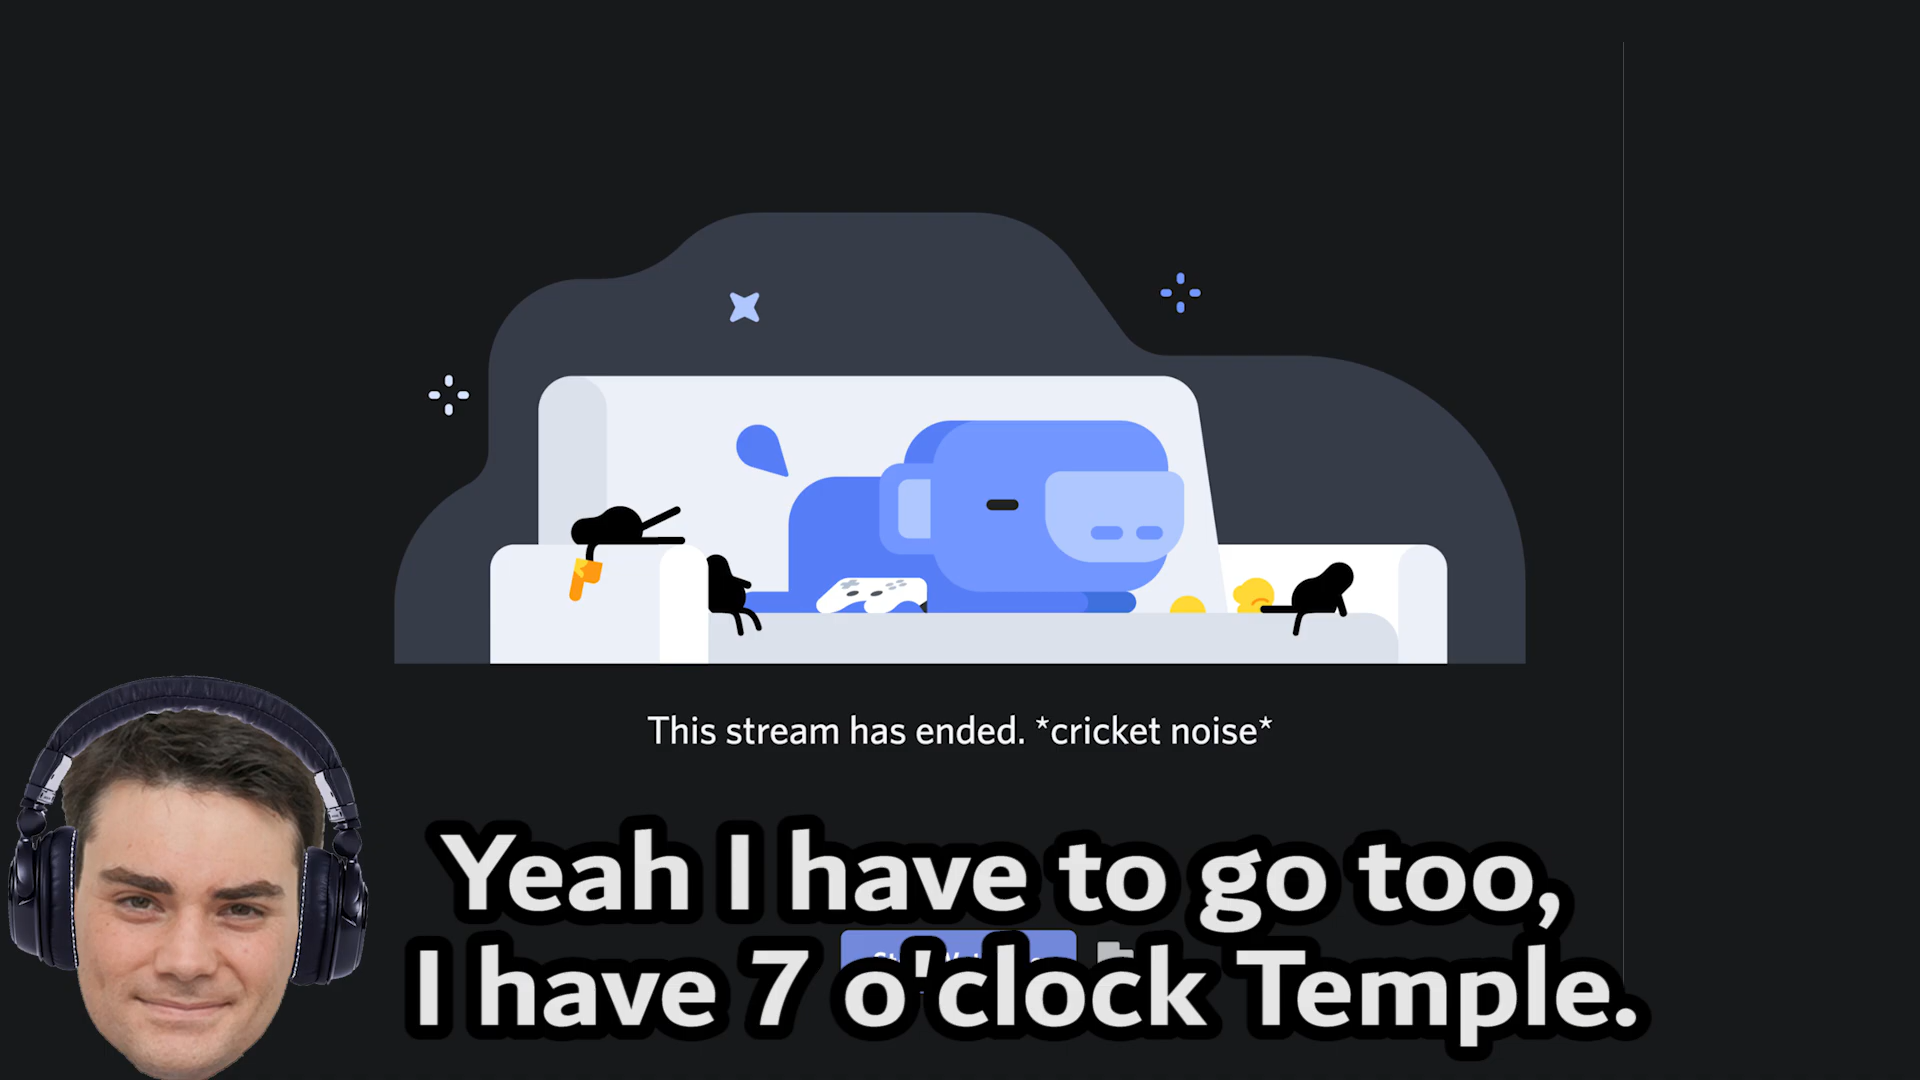 This stream has ended. *cricket noise*
Yeah I have to go too,
I have 7 o'clock Temple.